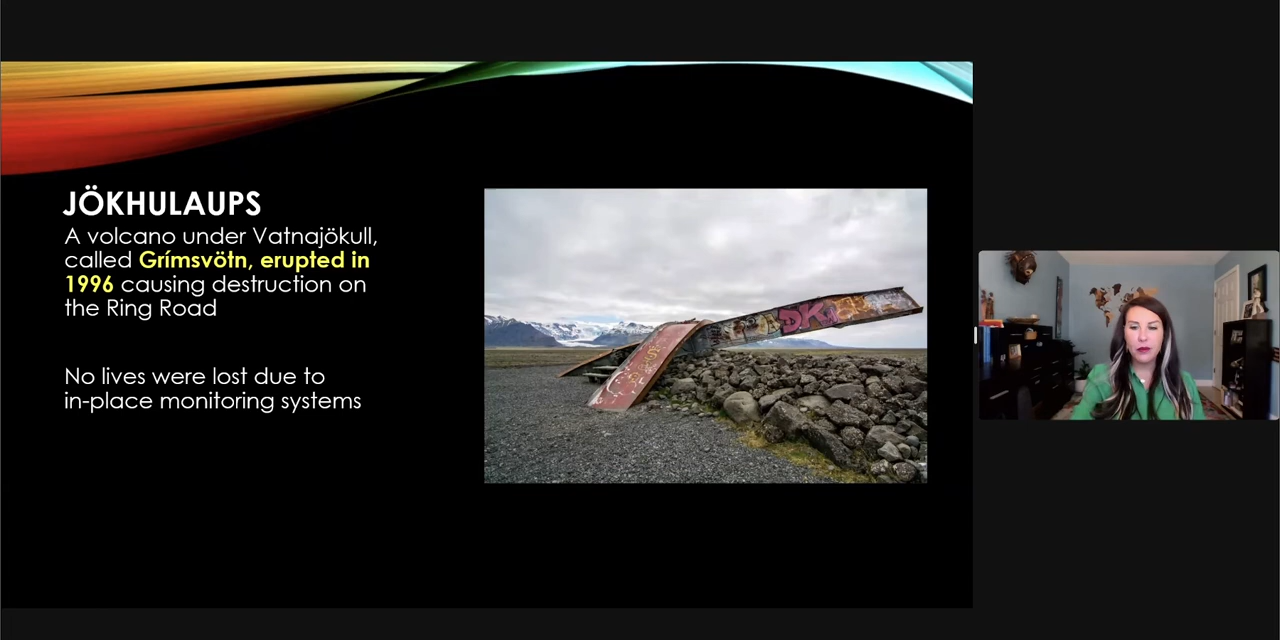 JÖKHULAUPS
A volcano under Vatnajökull,
called Grímsvötn, erupted in
1996 causing destruction on
the Ring Road
No lives were lost due to
in-place monitoring systems
DK